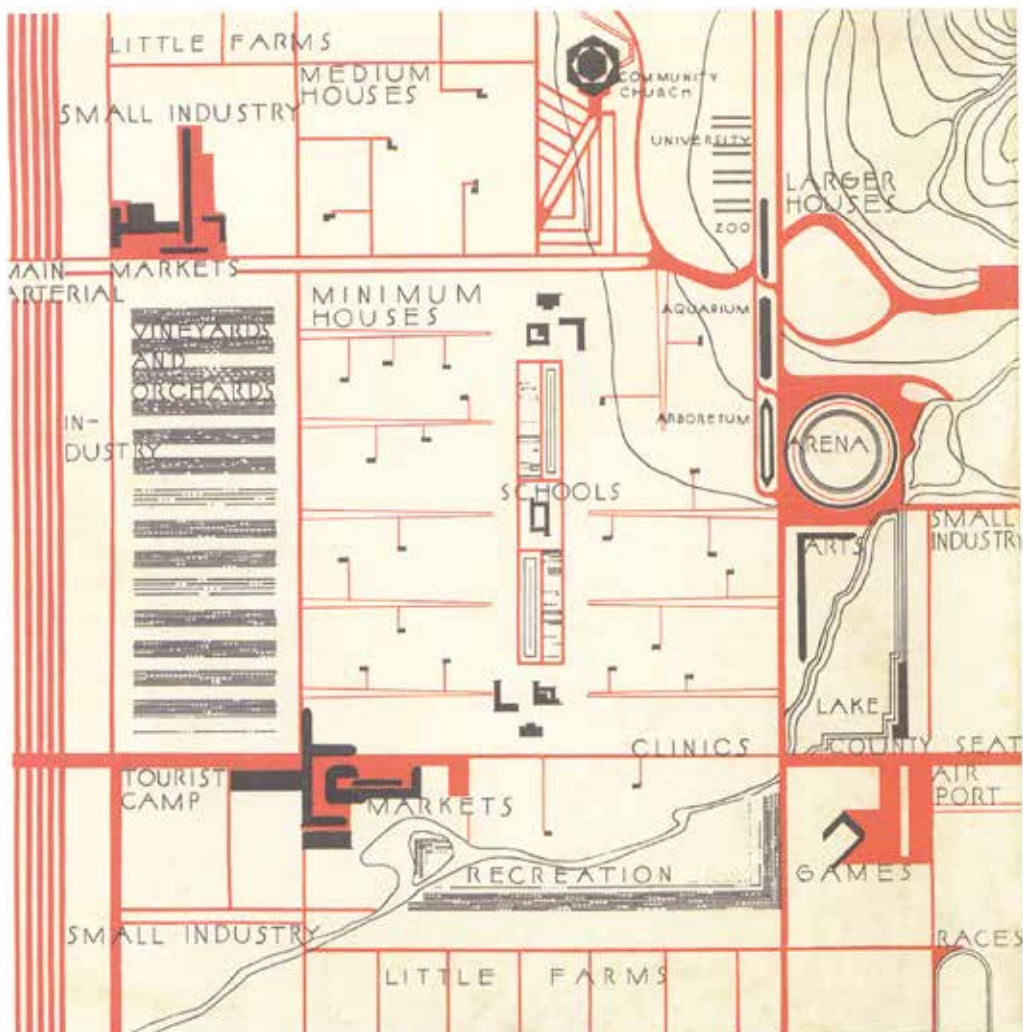 LITTLE FARMS
MEDIUM
HOUSES
COMMUNITY
CHURCH
SMALL INDUSTRY
UNIVERSITY
LARGER
HOUSES
ZOO
MAIN
ARTERIAL
MARKETS
MINIMUM
HOUSES
AQUARIUM
VINEYARDS
AND
ORCHARDS
IN-
DUSTRY
ARBORETUM
ARENA
SCHOOLS
SMALL
INDUSTRY
ARTS
LAKE
CLINICS
COUNTY SEAT
TOURIST
CAMP
MARKETS
AIR
PORT
RECREATION
GAMES
SMALL INDUSTRY
RACES
LITTLE FARMS